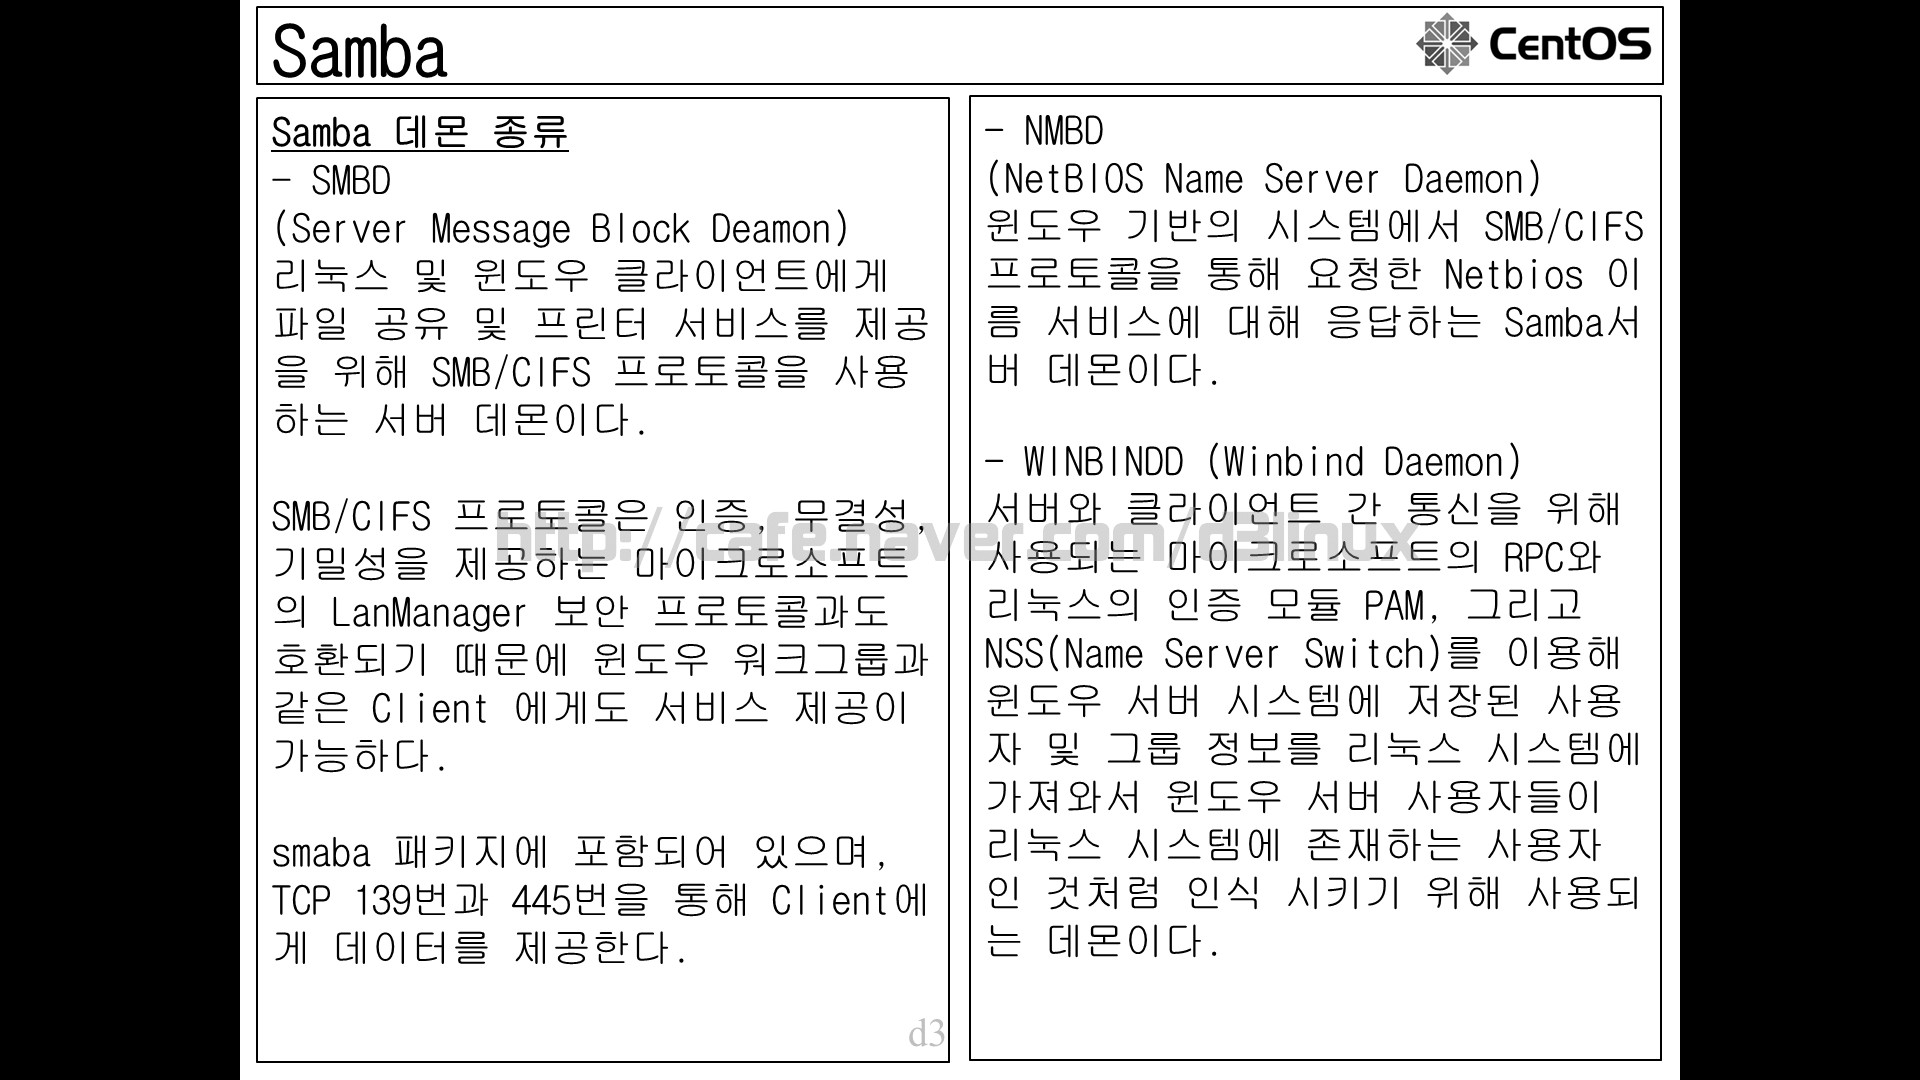 Samba
CentOS
Samba 데몬 종류
- SMBD
(Server Message Block Deamon)
리눅스 및 윈도우 클라이언트에게
파일 공유 및 프린터 서비스를 제공
을 위해 SMB/CIFS 프로토콜을 사용
하는 서버 데몬이다.
SMB/CIFS 프로토콜은 인증, 무결성,
기밀성을 제공하는 마이크로소프트
의 LanManager 보안 프로토콜과도
호환되기 때문에 윈도우 워크그룹과
같은 Client 에게도 서비스 제공이
가능하다.
smaba 패키지에 포함되어 있으며,
TCP 139번과 445번을 통해 Client에
게 데이터를 제공한다.
d3
- NMBD
(NetBIOS Name Server Daemon)
윈도우 기반의 시스템에서 SMB/CIFS
프로토콜을 통해 요청한 Netbios 이
름 서비스에 대해 응답하는 Samba서
버 데몬이다.
- WINBINDD (Winbind Daemon)
서버와 클라이언트 간 통신을 위해
사용되는 마이크로소프트의 RPC와
리눅스의 인증 모듈 PAM, 그리고
NSS(Name Server Switch)를 이용해
윈도우 서버 시스템에 저장된 사용
자 및 그룹 정보를 리눅스 시스템에
가져와서 윈도우 서버 사용자들이
리눅스 시스템에 존재하는 사용자
인 것처럼 인식 시키기 위해 사용되
는 데몬이다.
http://cafe.naver.com/d3linux